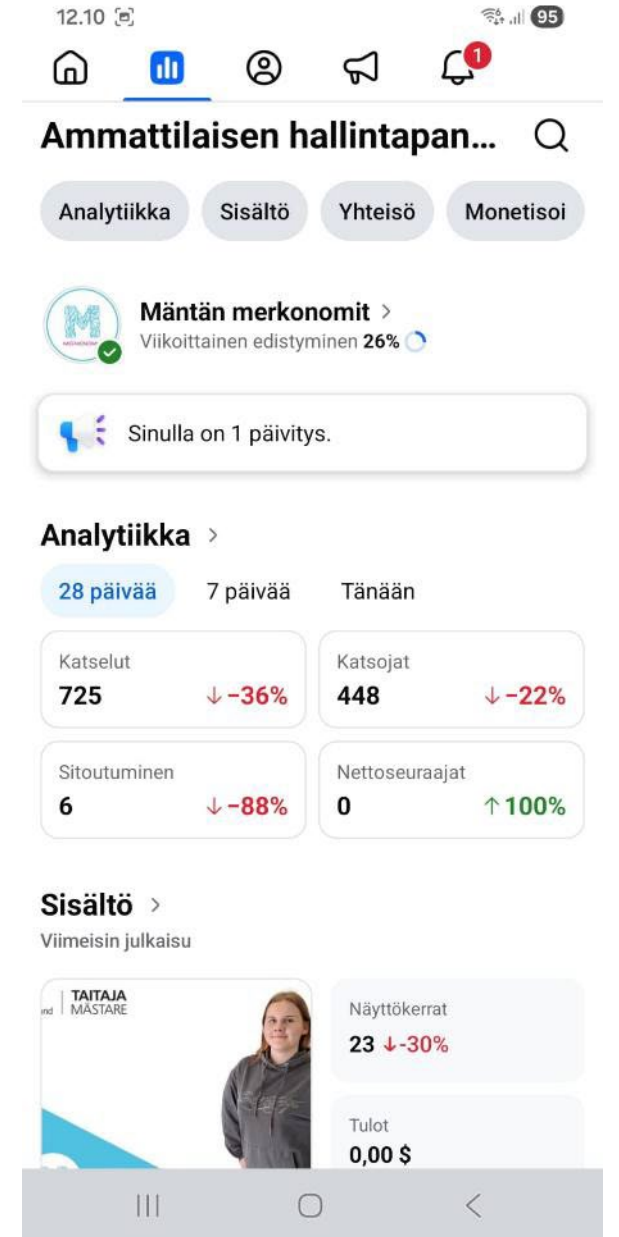 12.10 95
1
Ammattilaisen hallintapan...
Analytiikka Sisältö Yhteisö Monetisoi
M
Mäntän merkonomit >
Viikoittainen edistyminen 26%
Sinulla on 1 päivitys.
Analytiikka >
28 päivää 7 päivää Tänään
Katselut
725 ↓-36%
Katsojat
448 ↓-22%
Sitoutuminen
6 ↓-88%
Nettoseuraajat
0 ↑100%
Sisältö >
Viimeisin julkaisu
TAITAJA
MÄSTARE
Näyttökerrat
23 ↓-30%
Tulot
0,00 $